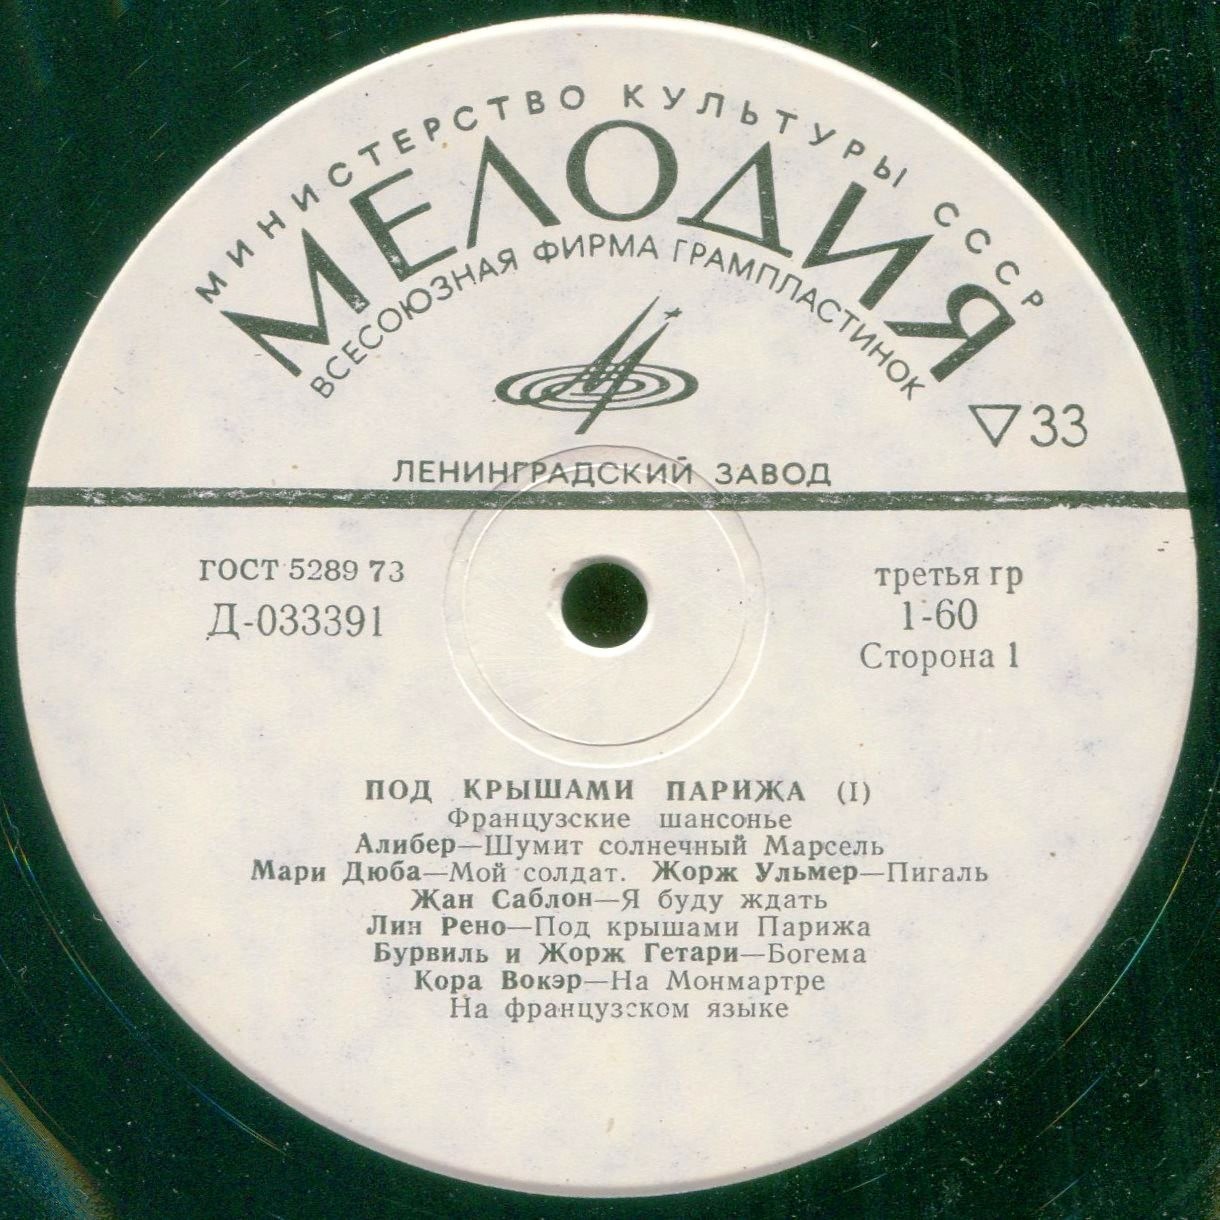 МИНИСТЕРСТВО КУЛЬТУРЫ СССР
МЕЛОДИЯ
ВСЕСОЮЗНАЯ ФИРМА ГРАМПЛАСТИНОК
33
ЛЕНИНГРАДСКИЙ ЗАВОД
ГОСТ 5289 73
Д-033391
третья гр
1-60
Сторона 1
ПОД КРЫШАМИ ПАРИЖА (I)
Французские шансонье
Алибер—Шумит солнечный Марсель
Мари Дюба—Мой солдат. Жорж Ульмер—Пигаль
Жан Саблон—Я буду ждать
Лин Рено—Под крышами Парижа
Бурвиль и Жорж Гетари—Богема
Кора Вокэр—На Монмартре
На французском языке